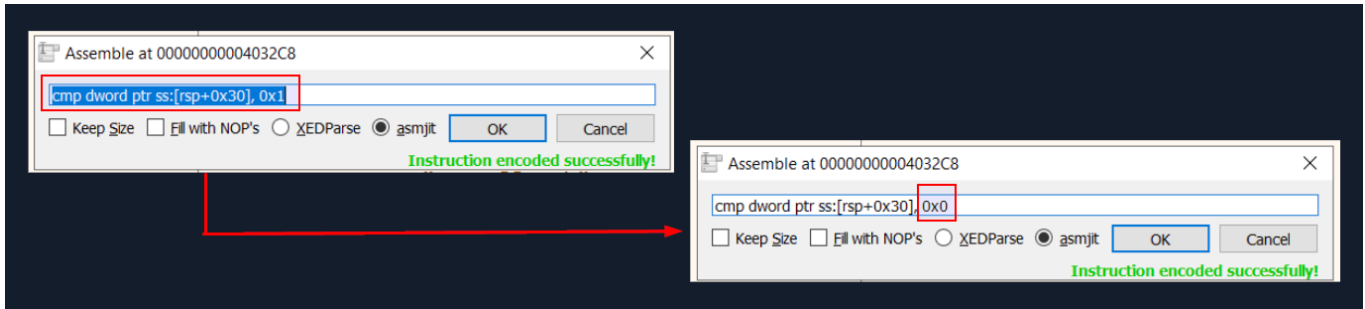 Assemble at 00000000004032C8
cmp dword ptr ss:[rsp+0x30], 0x1
Keep Size Fill with NOP's XEDParse asmjit OK Cancel
Instruction encoded successfully!
Assemble at 00000000004032C8
cmp dword ptr ss:[rsp+0x30], 0x0
Keep Size Fill with NOP's XEDParse asmjit OK Cancel
Instruction encoded successfully!